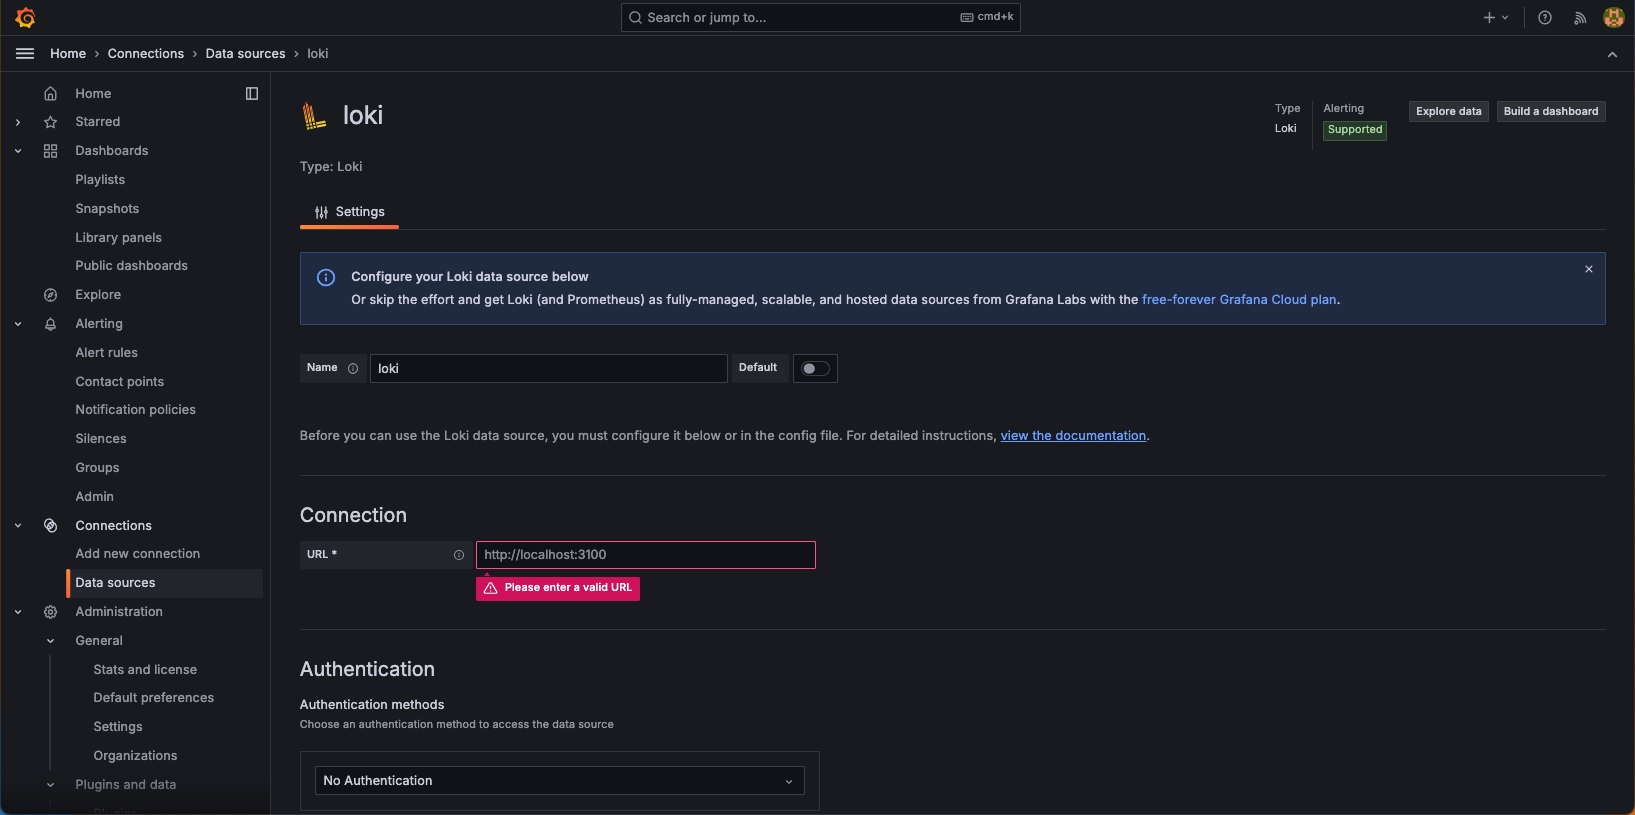 Search or jump to...
cmd+k
Home › Connections › Data sources › loki
Home
Starred
Dashboards
Playlists
Snapshots
Library panels
Public dashboards
Explore
Alerting
Alert rules
Contact points
Notification policies
Silences
Groups
Admin
Connections
Add new connection
Data sources
Administration
General
Stats and license
Default preferences
Settings
Organizations
Plugins and data
Plugins
loki
Type
Loki
Alerting
Supported
Explore data
Build a dashboard
Type: Loki
Settings
Configure your Loki data source below
Or skip the effort and get Loki (and Prometheus) as fully-managed, scalable, and hosted data sources from Grafana Labs with the free-forever Grafana Cloud plan.
Name
loki
Default
Before you can use the Loki data source, you must configure it below or in the config file. For detailed instructions, view the documentation.
Connection
URL *
http://localhost:3100
Please enter a valid URL
Authentication
Authentication methods
Choose an authentication method to access the data source
No Authentication